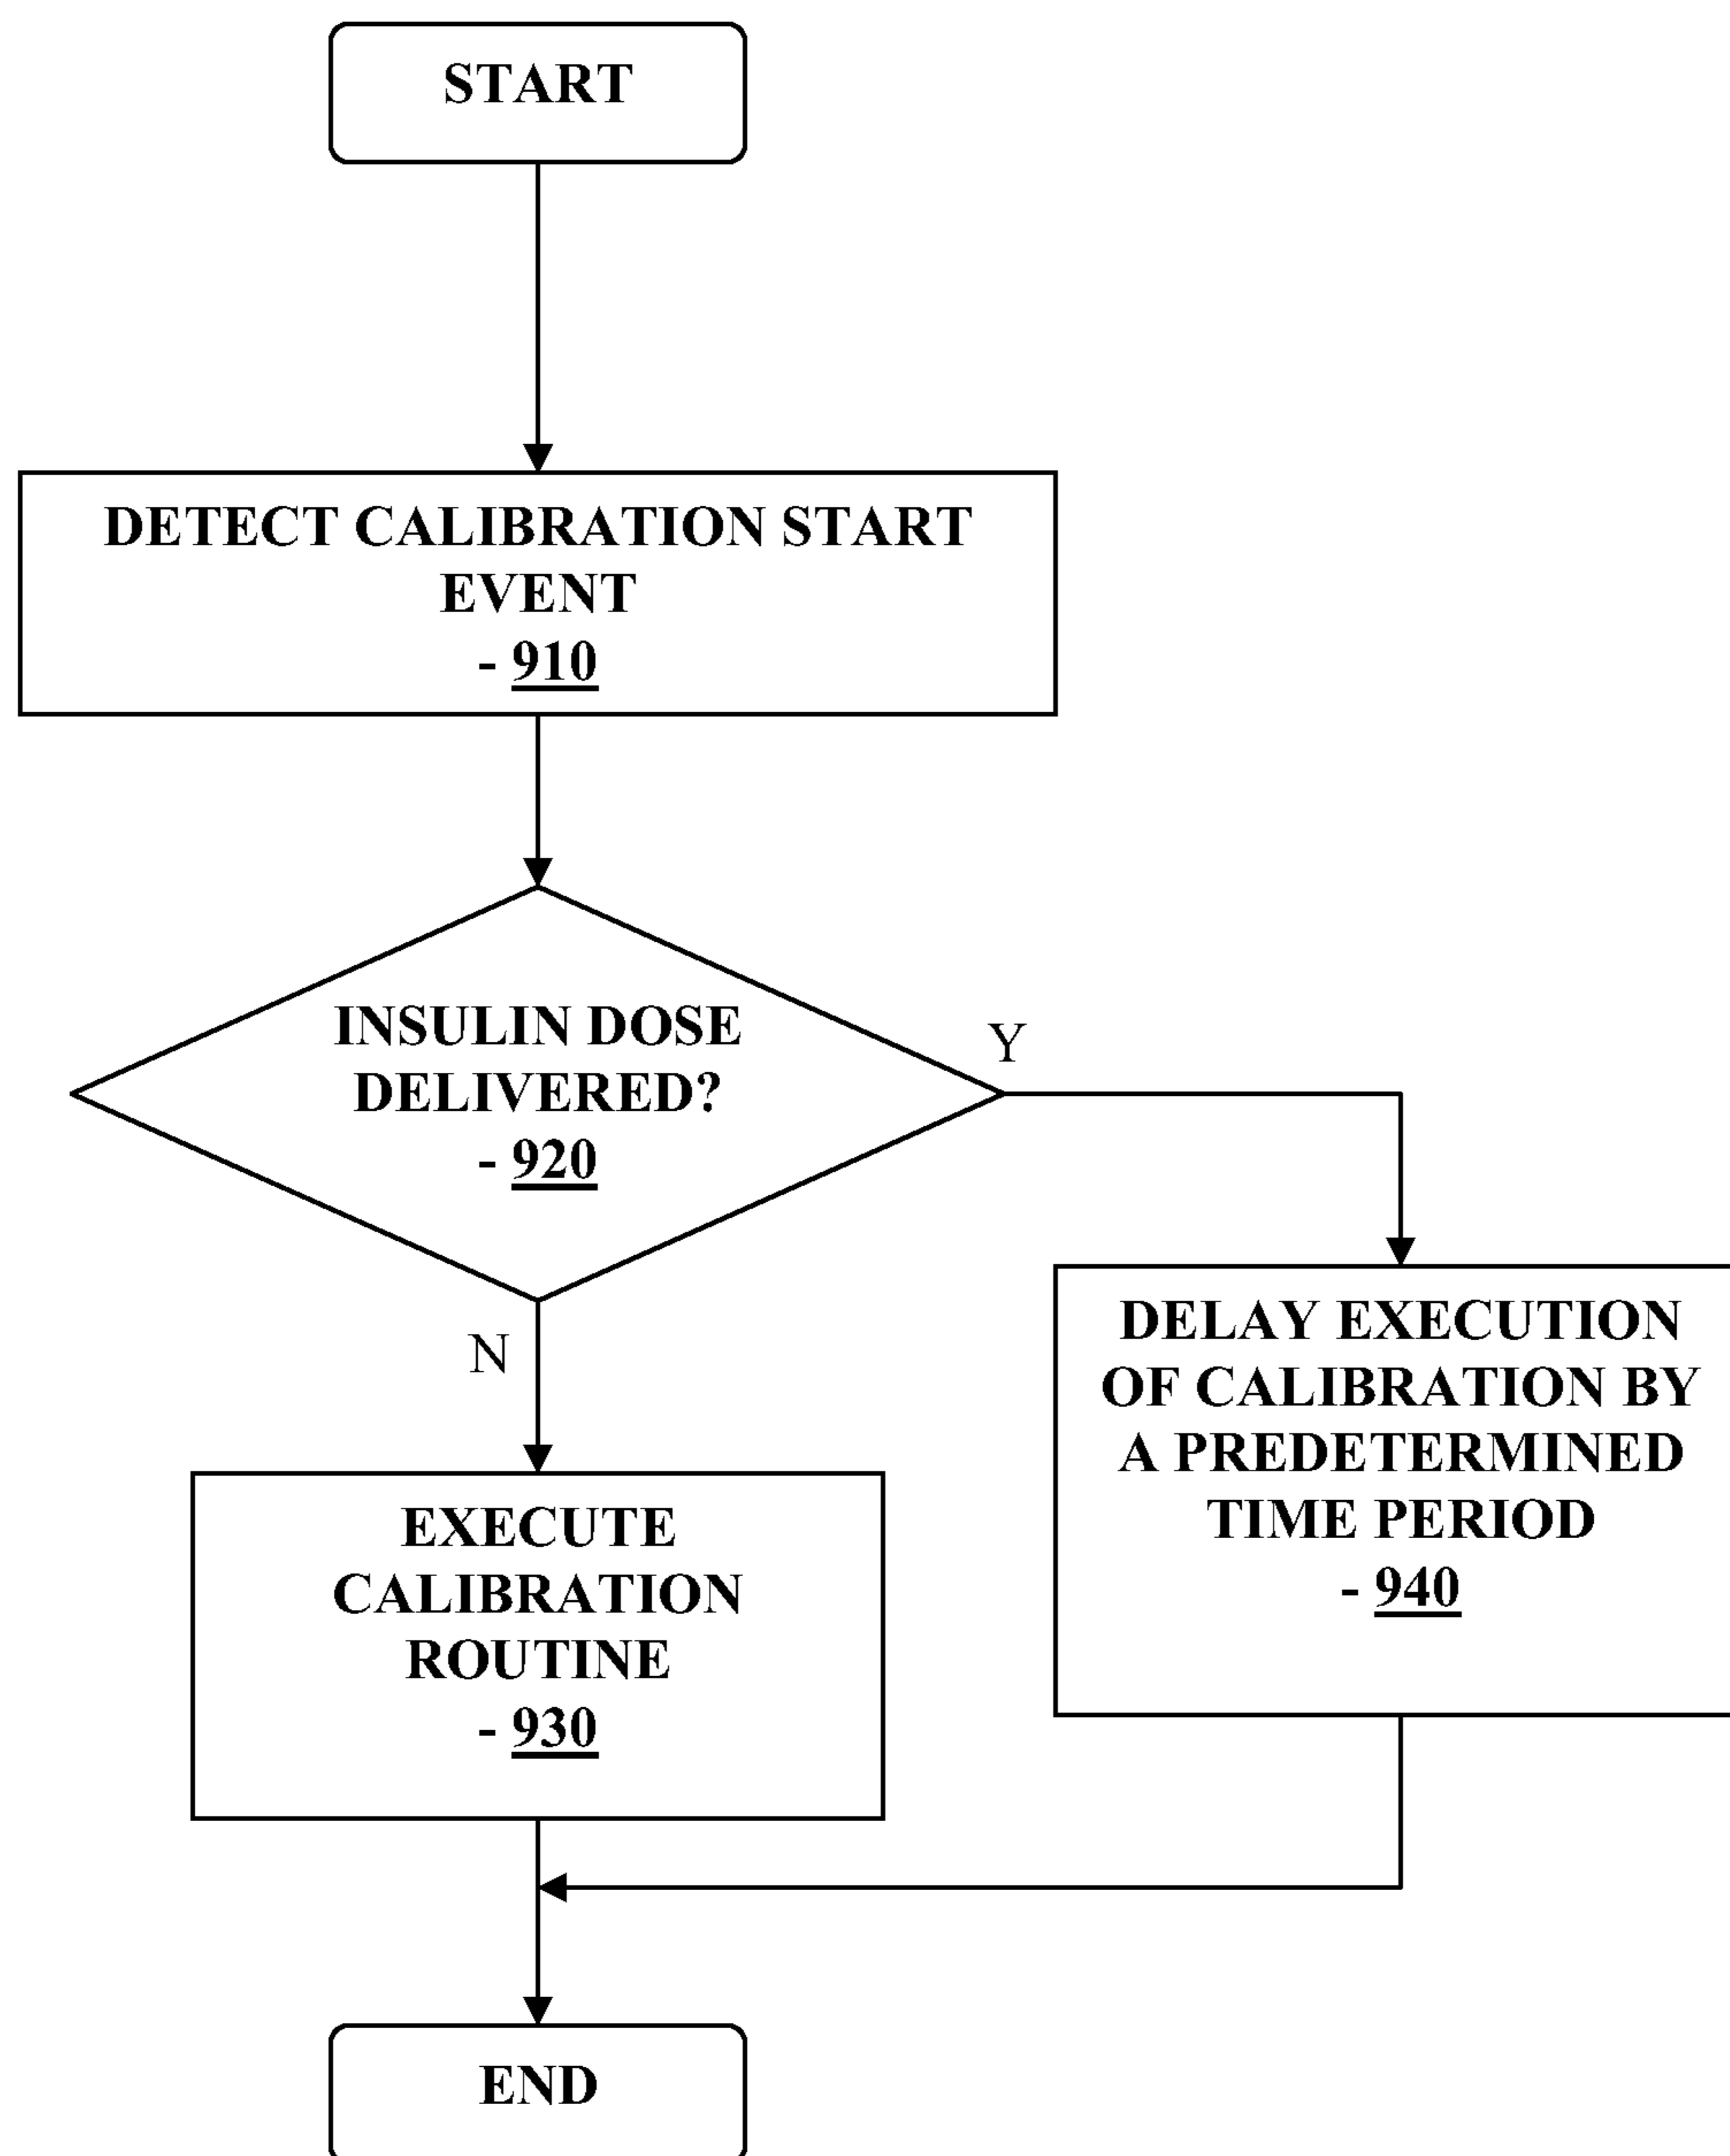 START
DETECT CALIBRATION START
EVENT
- 910
INSULIN DOSE
DELIVERED?
- 920
Y
N
DELAY EXECUTION
OF CALIBRATION BY
A PREDETERMINED
TIME PERIOD
- 940
EXECUTE
CALIBRATION
ROUTINE
- 930
END